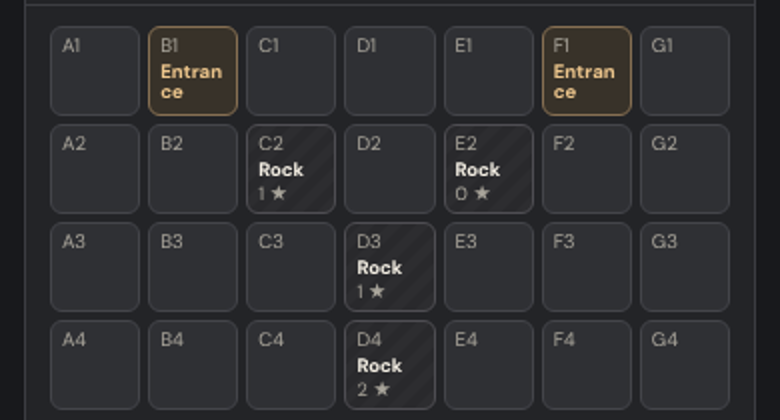 A1
B1
Entran
ce
C1
D1
E1
F1
Entran
ce
G1
A2
B2
C2
Rock
1 ★
D2
E2
Rock
0 ★
F2
G2
A3
B3
C3
D3
Rock
1 ★
E3
F3
G3
A4
B4
C4
D4
Rock
2 ★
E4
F4
G4